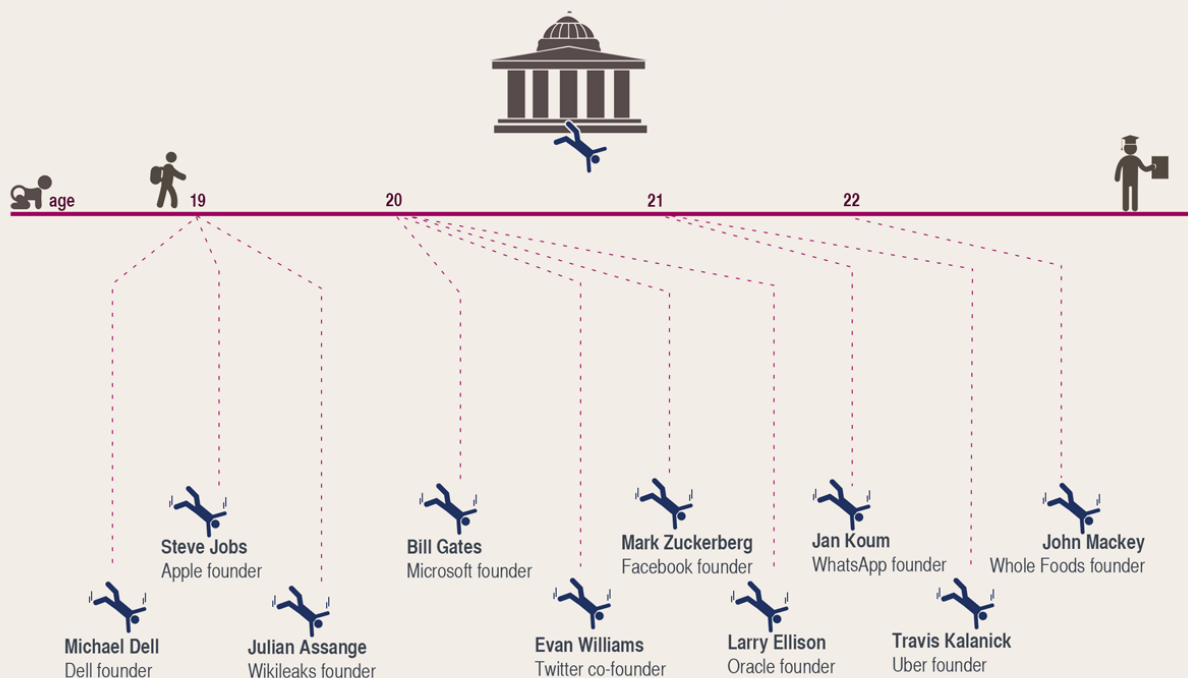 age
19
20
21
22
Steve Jobs
Apple founder
Bill Gates
Microsoft founder
Mark Zuckerberg
Facebook founder
Jan Koum
WhatsApp founder
John Mackey
Whole Foods founder
Michael Dell
Dell founder
Julian Assange
Wikileaks founder
Evan Williams
Twitter co-founder
Larry Ellison
Oracle founder
Travis Kalanick
Uber founder